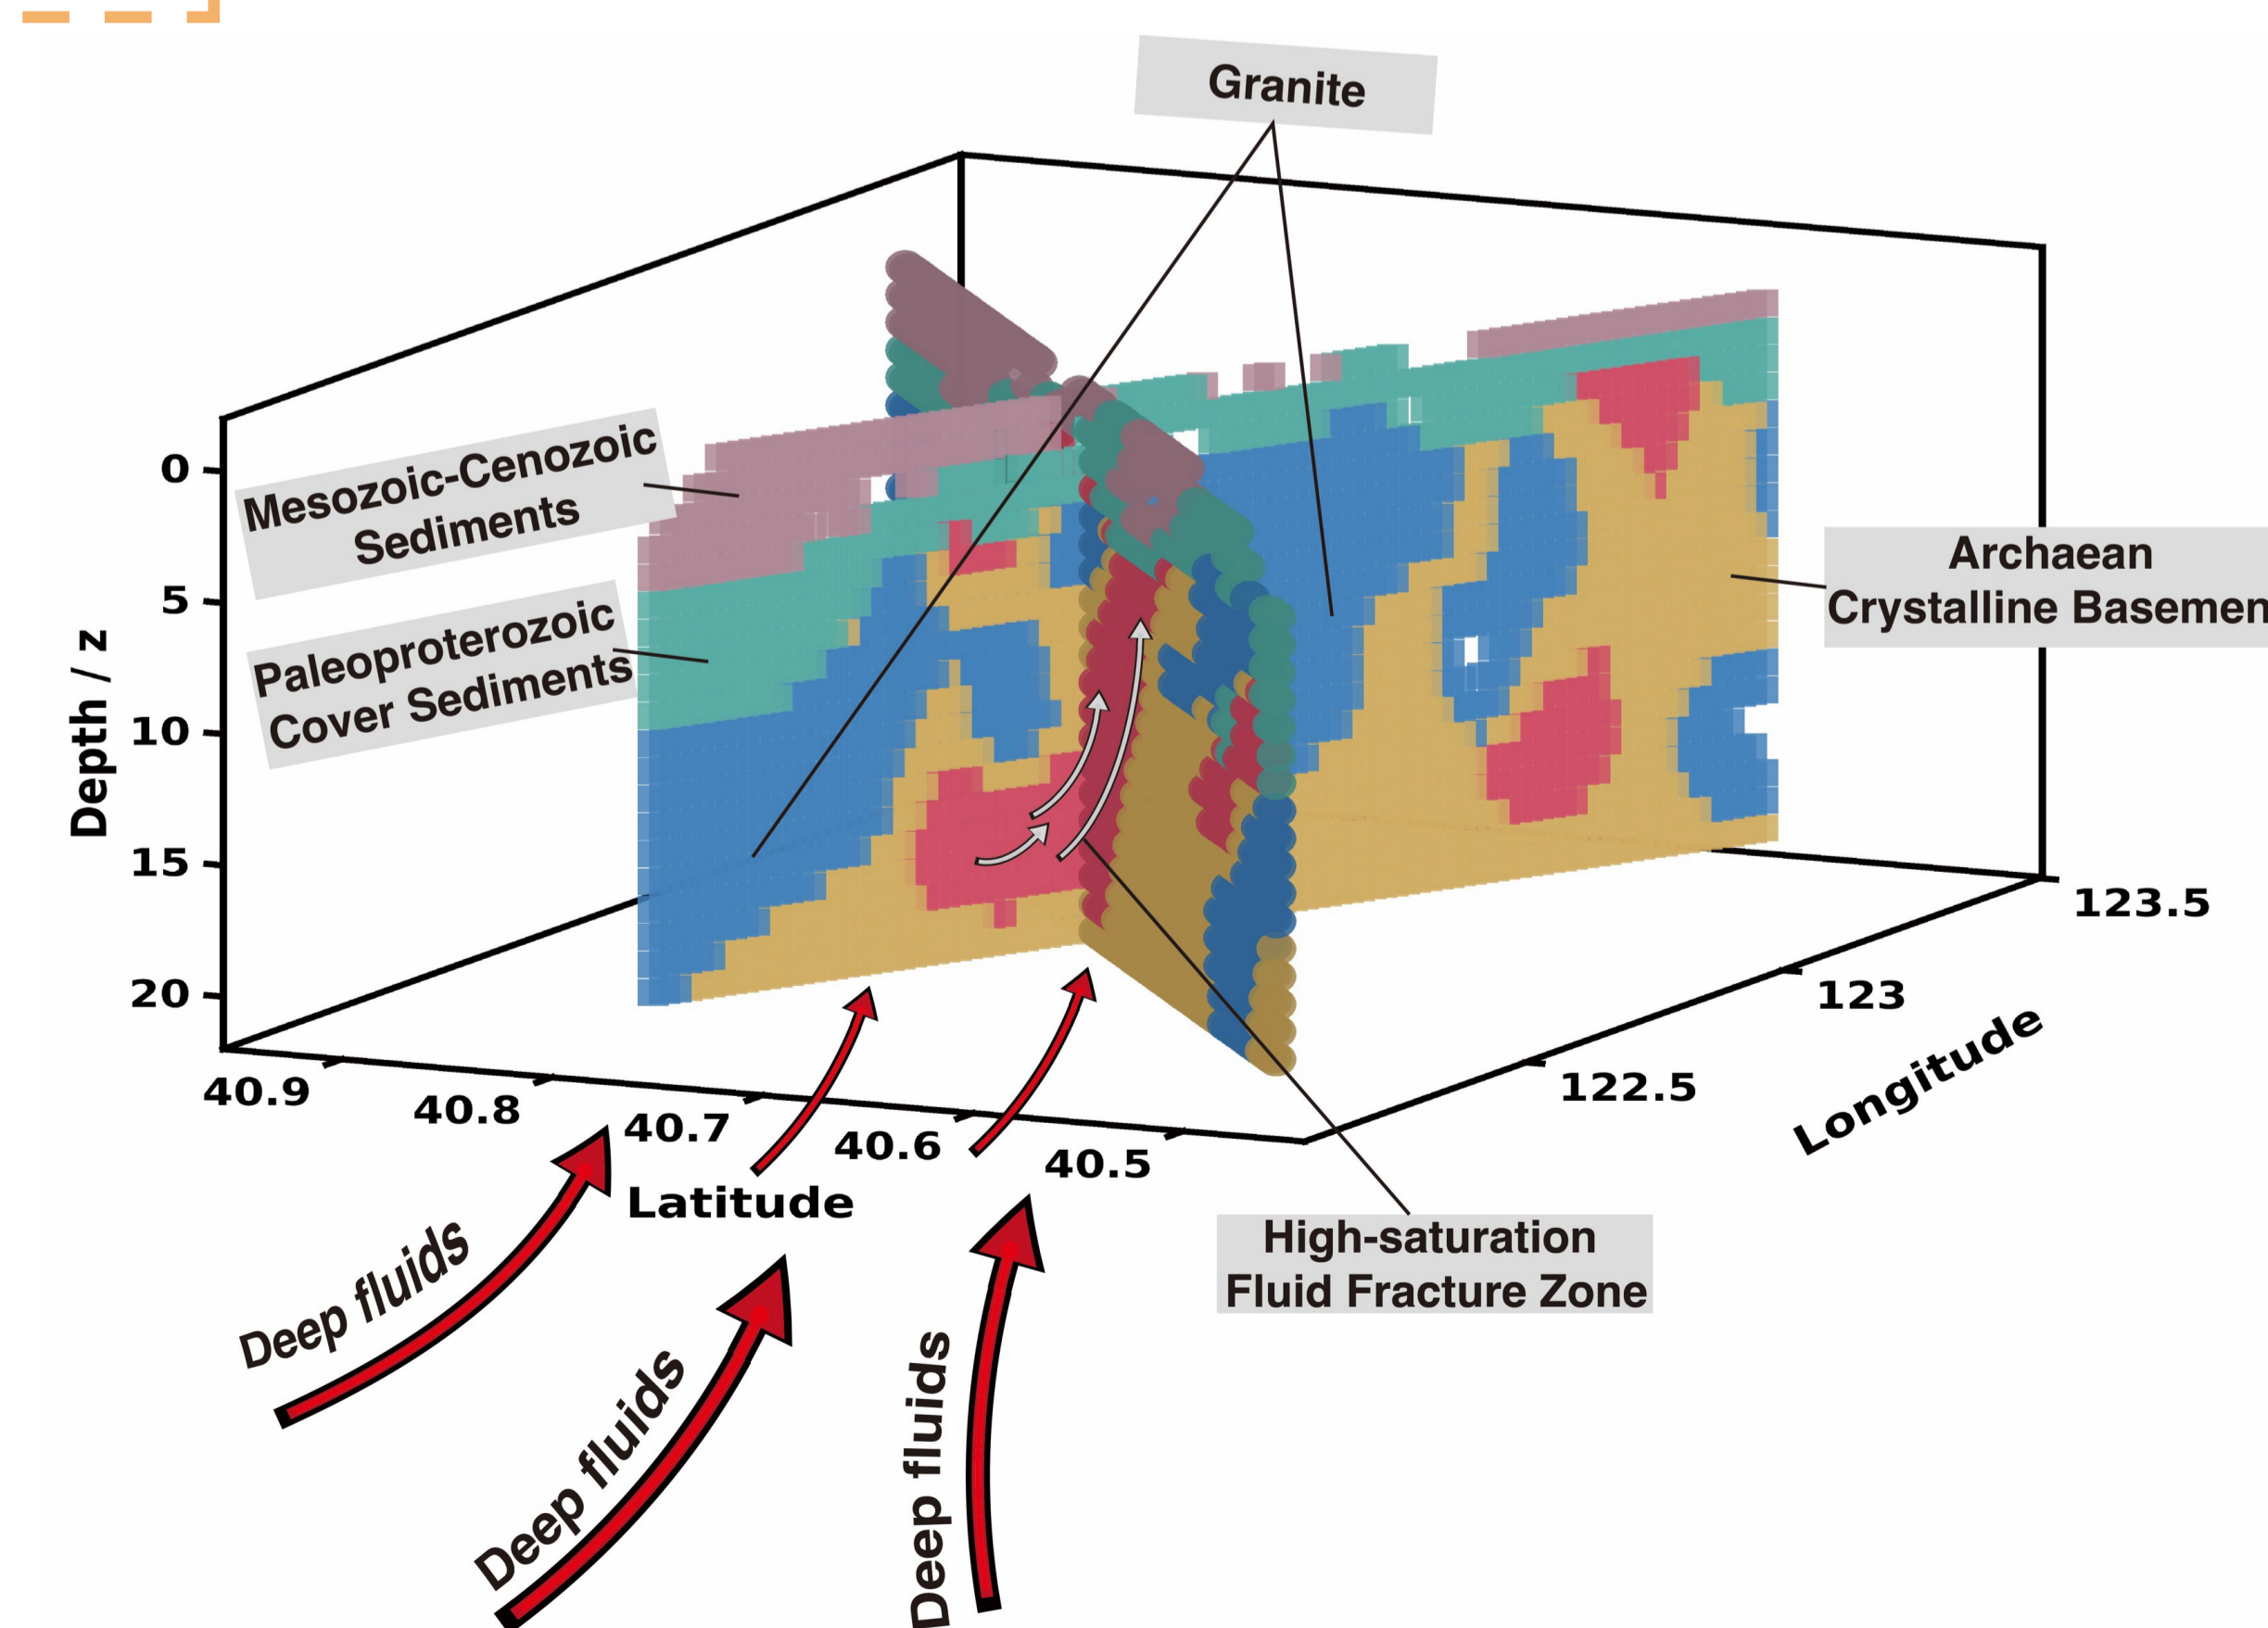 Granite
Mesozoic-Cenozoic
Sediments
Paleoproterozoic
Cover Sediments
Archaean
Crystalline Basemen
Depth / z
0
5
10
15
20
40.9
40.8
40.7
40.6
40.5
Latitude
122.5
123
123.5
Longitude
High-saturation
Fluid Fracture Zone
Deep fluids
Deep fluids
Deep fluids